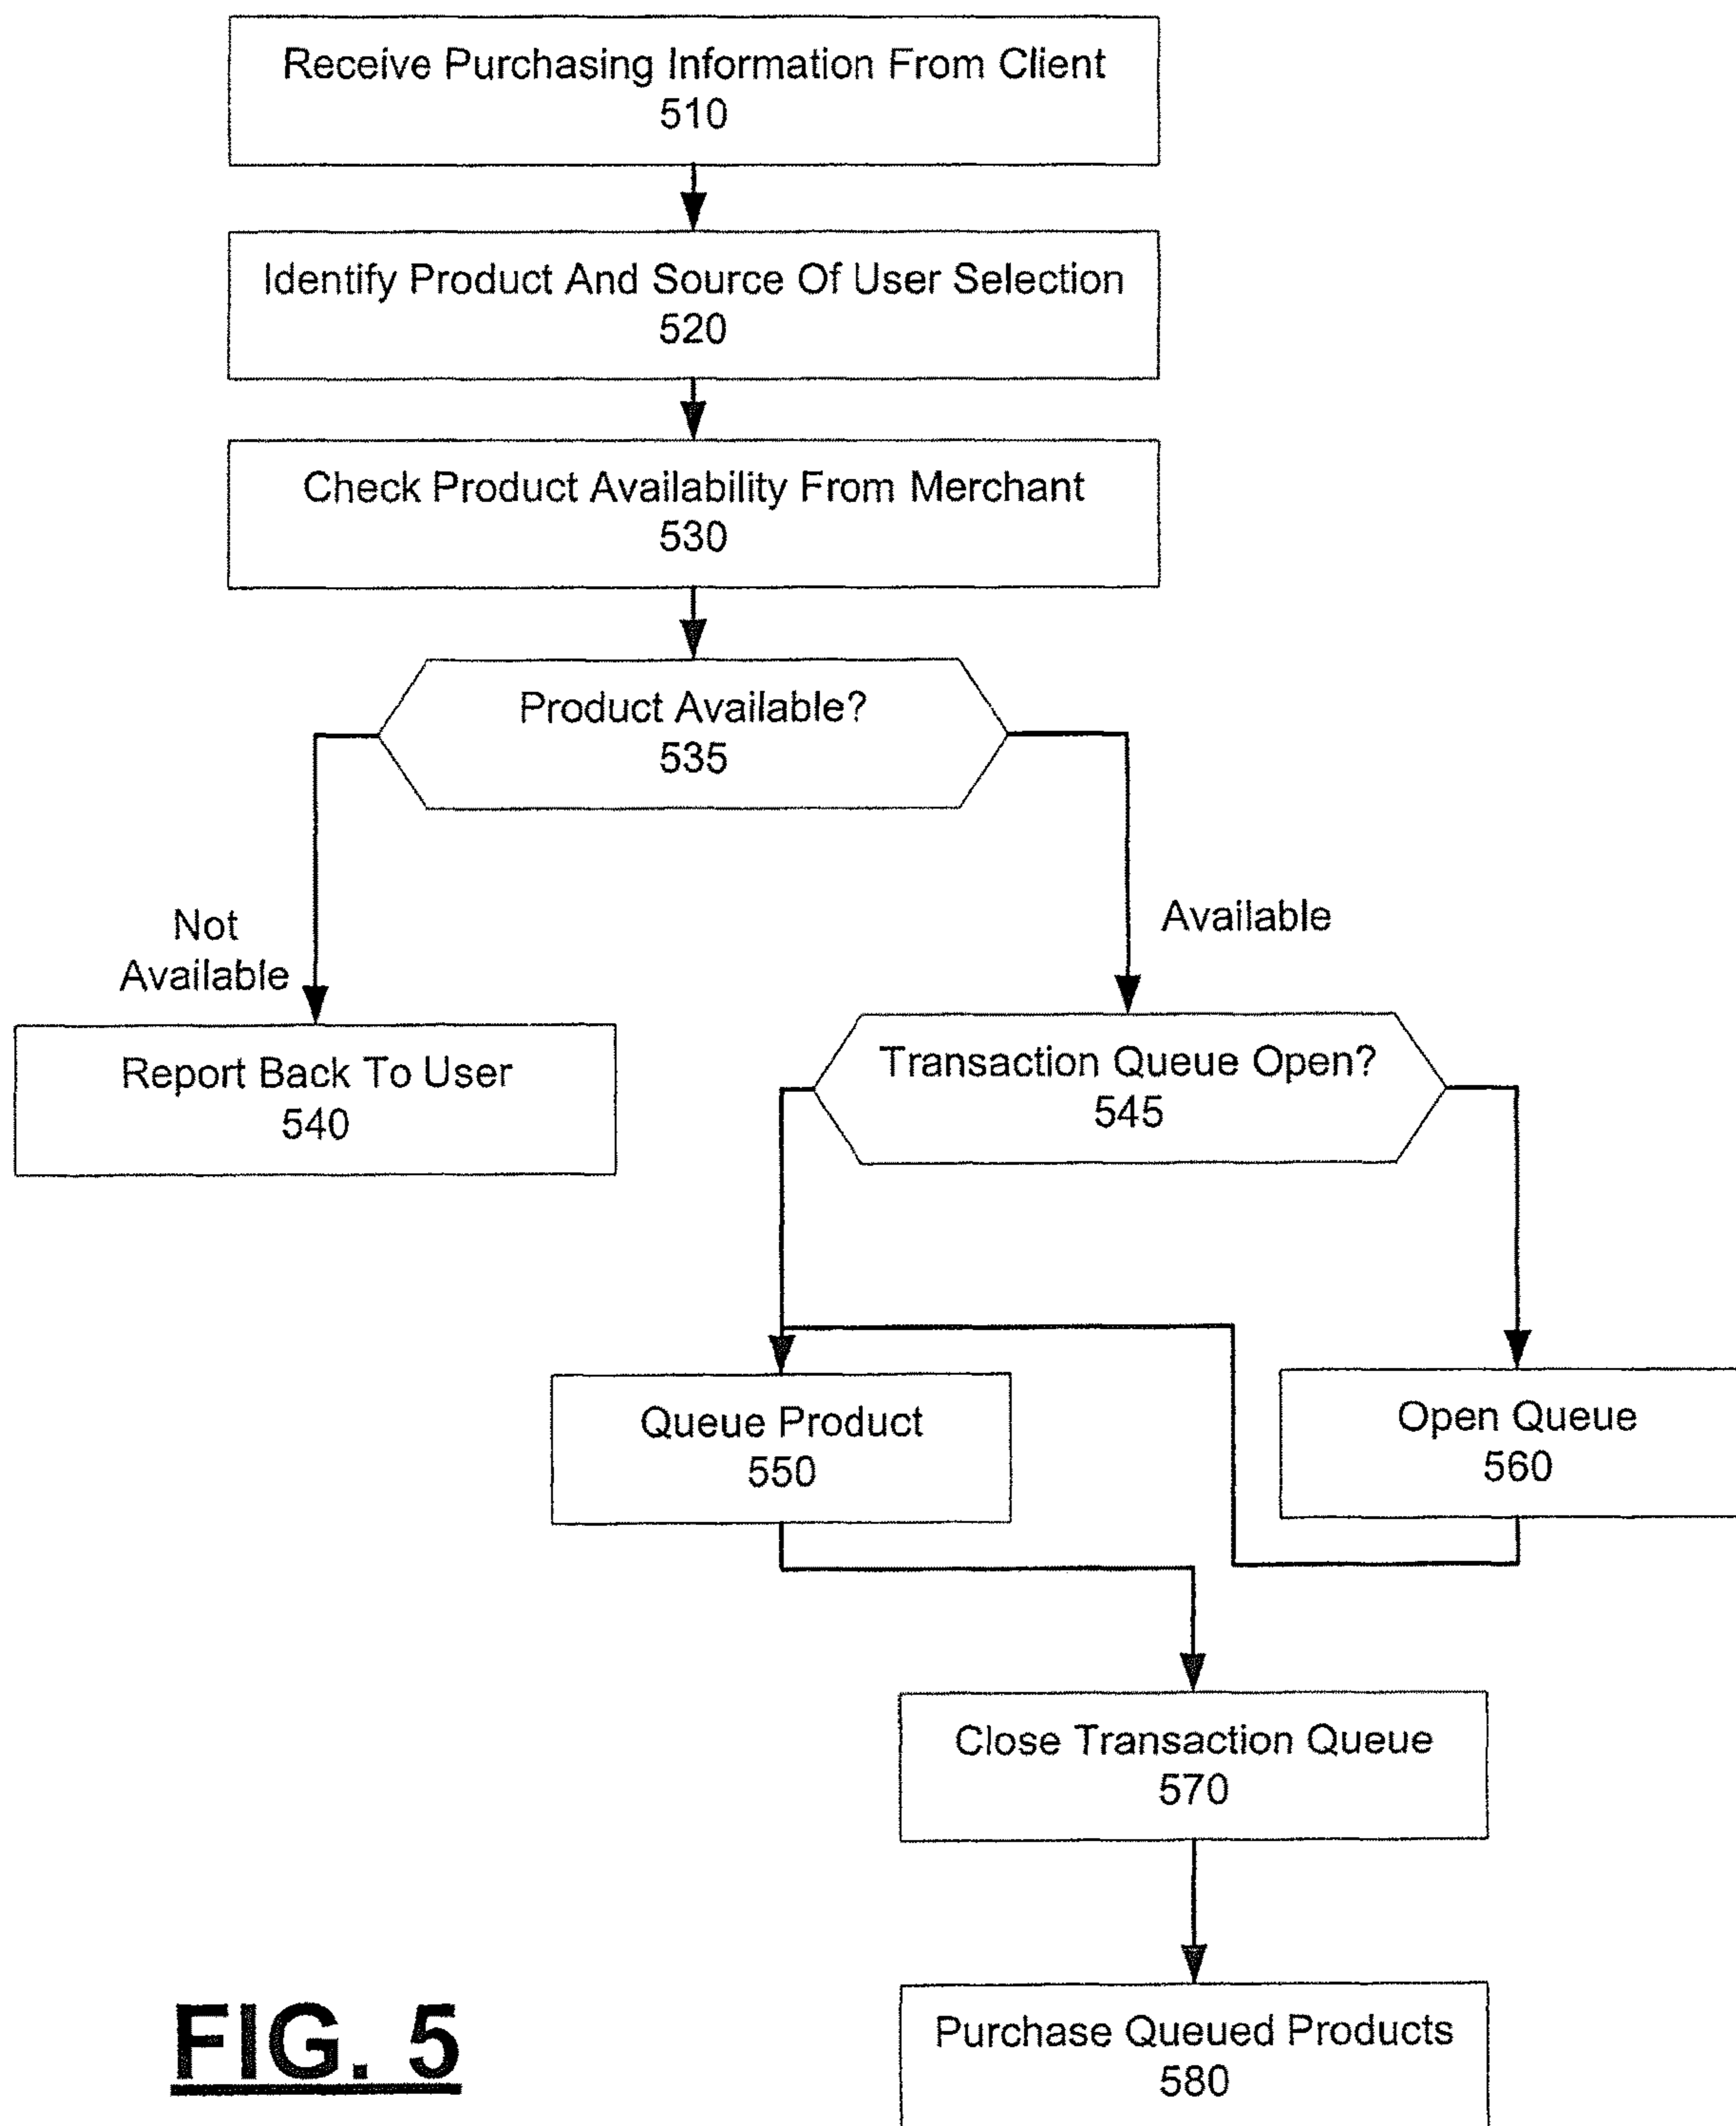 Receive Purchasing Information From Client
510
Identify Product And Source Of User Selection
520
Check Product Availability From Merchant
530
Product Available?
535
Not
Available
Available
Report Back To User
540
Transaction Queue Open?
545
Queue Product
550
Open Queue
560
Close Transaction Queue
570
Purchase Queued Products
580
FIG. 5